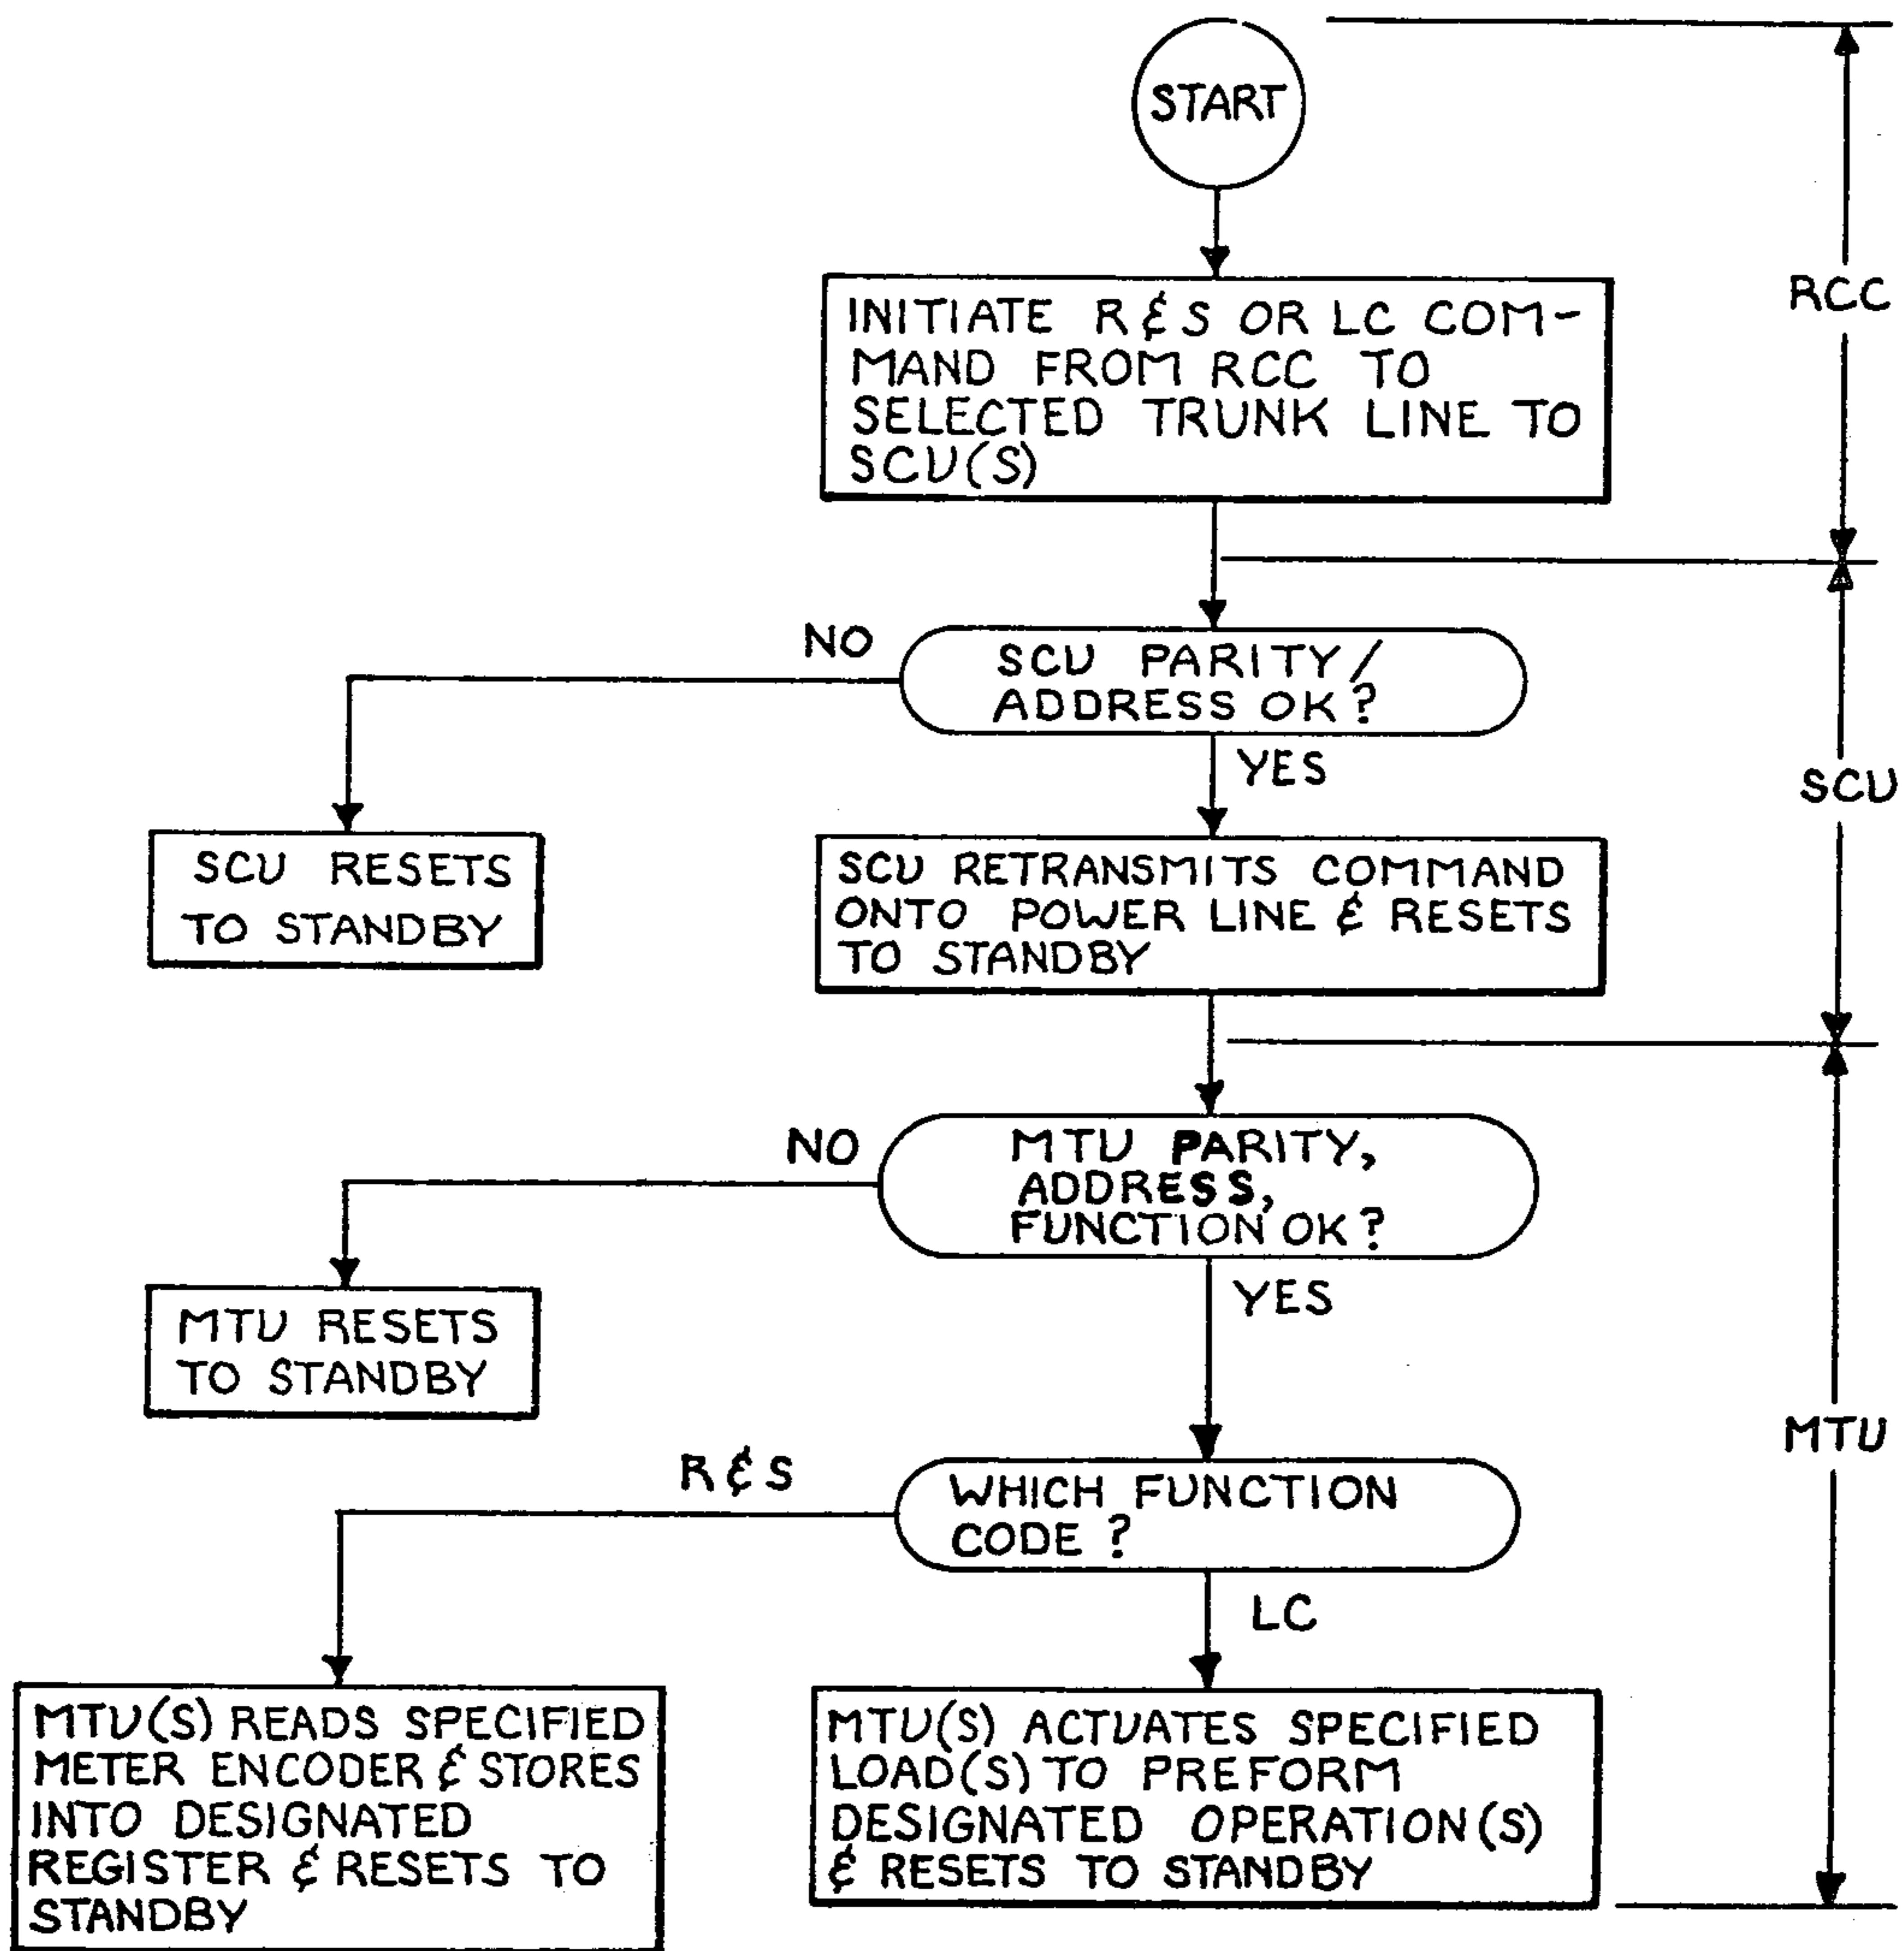 START
INITIATE R & S OR LC COM-
MAND FROM RCC TO
SELECTED TRUNK LINE TO
SCU(S)
RCC
NO
SCU PARITY/
ADDRESS OK?
YES
SCU
SCU RESETS
TO STANDBY
SCU RETRANSMITS COMMAND
ONTO POWER LINE & RESETS
TO STANDBY
NO
MTU PARITY,
ADDRESS,
FUNCTION OK?
YES
MTU RESETS
TO STANDBY
MTU
R & S
WHICH FUNCTION
CODE?
LC
MTU(S) READS SPECIFIED
METER ENCODER & STORES
INTO DESIGNATED
REGISTER & RESETS TO
STANDBY
MTU(S) ACTUATES SPECIFIED
LOAD(S) TO PREFORM
DESIGNATED OPERATION(S)
& RESETS TO STANDBY